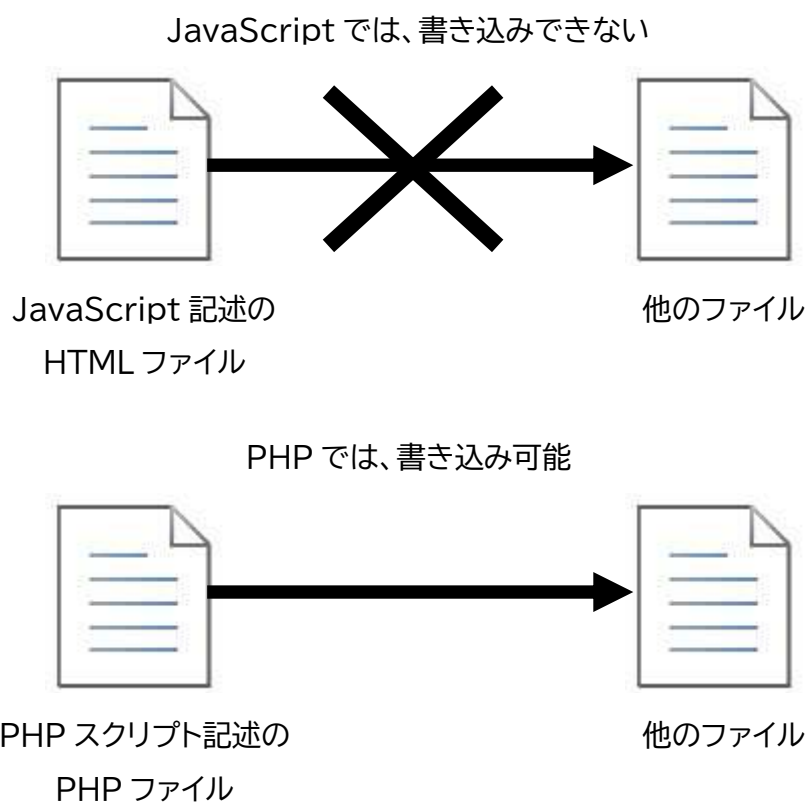 JavaScript では、書き込みできない
JavaScript 記述の
HTML ファイル
他のファイル
PHP では、書き込み可能
PHP スクリプト記述の
PHP ファイル
他のファイル